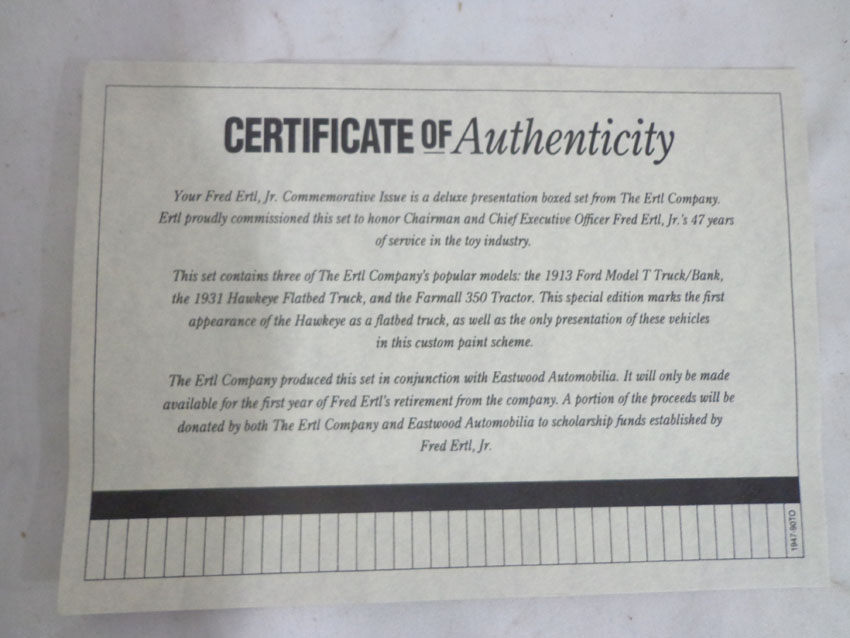 CERTIFICATE OF Authenticity
Your Fred Ertl, Jr. Commemorative Issue is a deluxe presentation boxed set from The Ertl Company.
Ertl proudly commissioned this set to honor Chairman and Chief Executive Officer Fred Ertl, Jr.'s 47 years
of service in the toy industry.
This set contains three of The Ertl Company's popular models: the 1913 Ford Model T Truck/Bank,
the 1931 Hawkeye Flatbed Truck, and the Farmall 350 Tractor. This special edition marks the first
appearance of the Hawkeye as a flatbed truck, as well as the only presentation of these vehicles
in this custom paint scheme.
The Ertl Company produced this set in conjunction with Eastwood Automobilia. It will only be made
available for the first year of Fred Ertl's retirement from the company. A portion of the proceeds will be
donated by both The Ertl Company and Eastwood Automobilia to scholarship funds established by
Fred Ertl, Jr.
1947-90TO